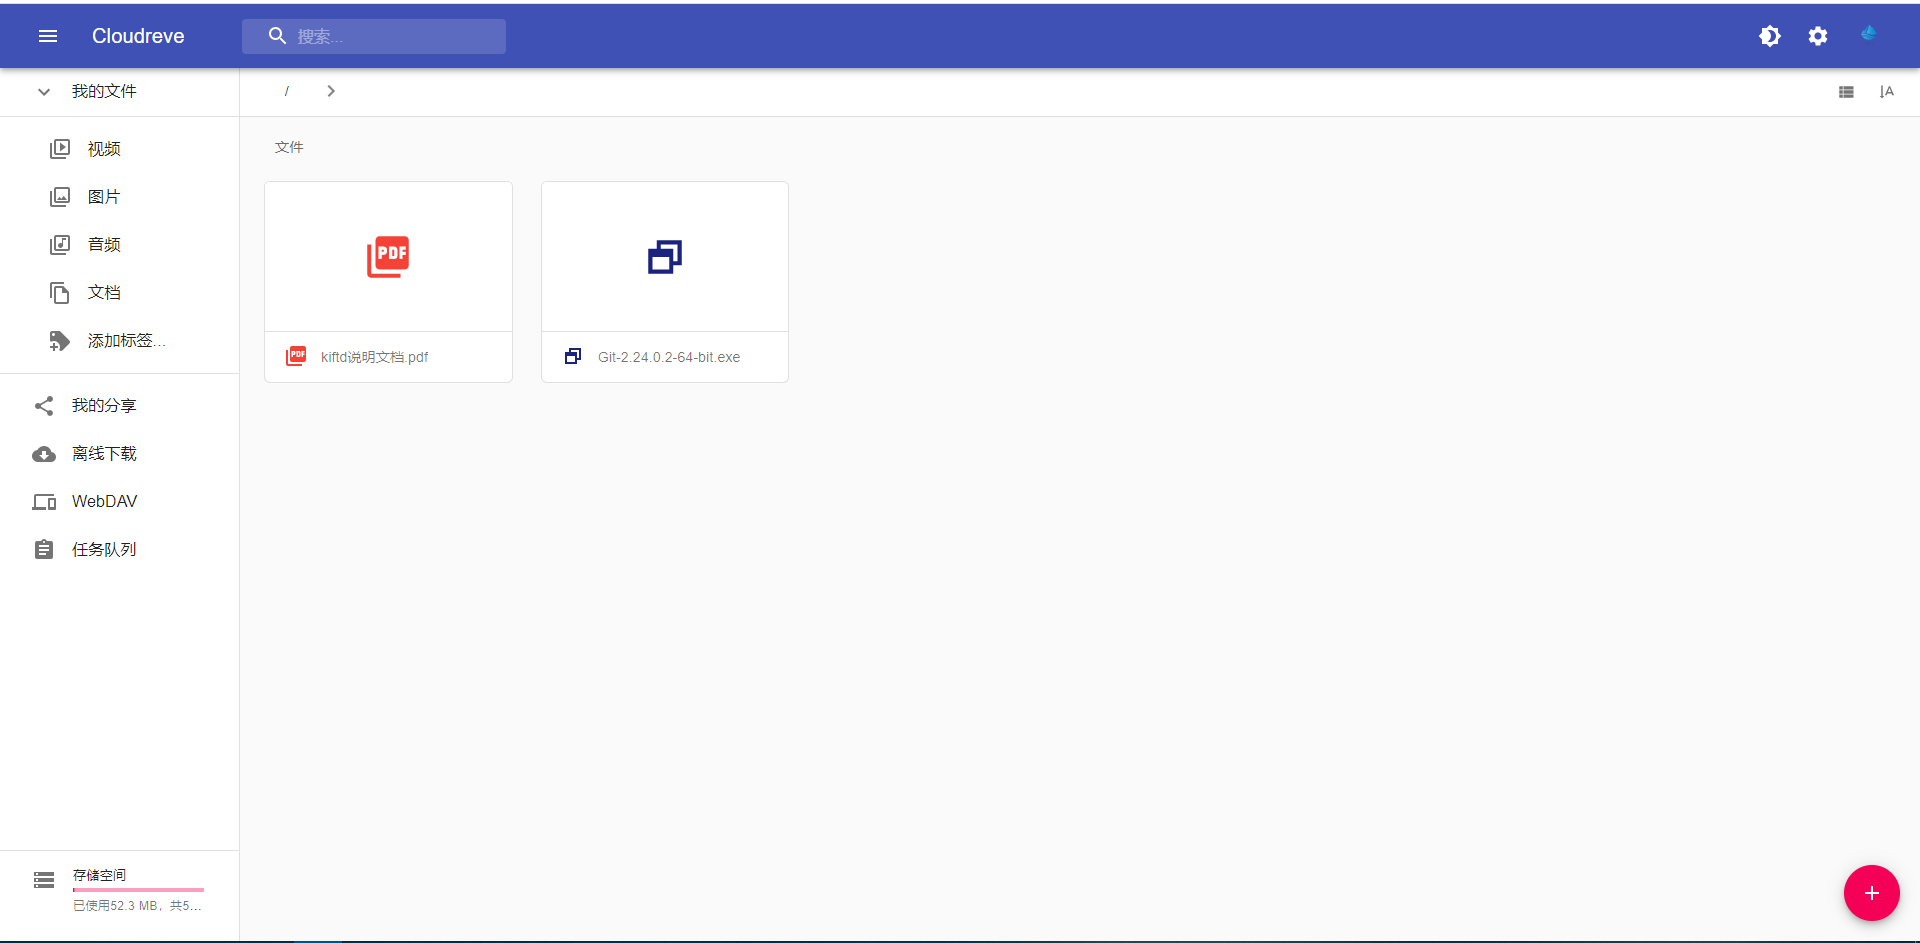 Cloudreve
搜索...
我的文件
/
视频
图片
音频
文档
添加标签...
我的分享
离线下载
WebDAV
任务队列
存储空间
已使用52.3 MB，共5...
文件
PDF
PDF
kiftd说明文档.pdf
Git-2.24.0.2-64-bit.exe